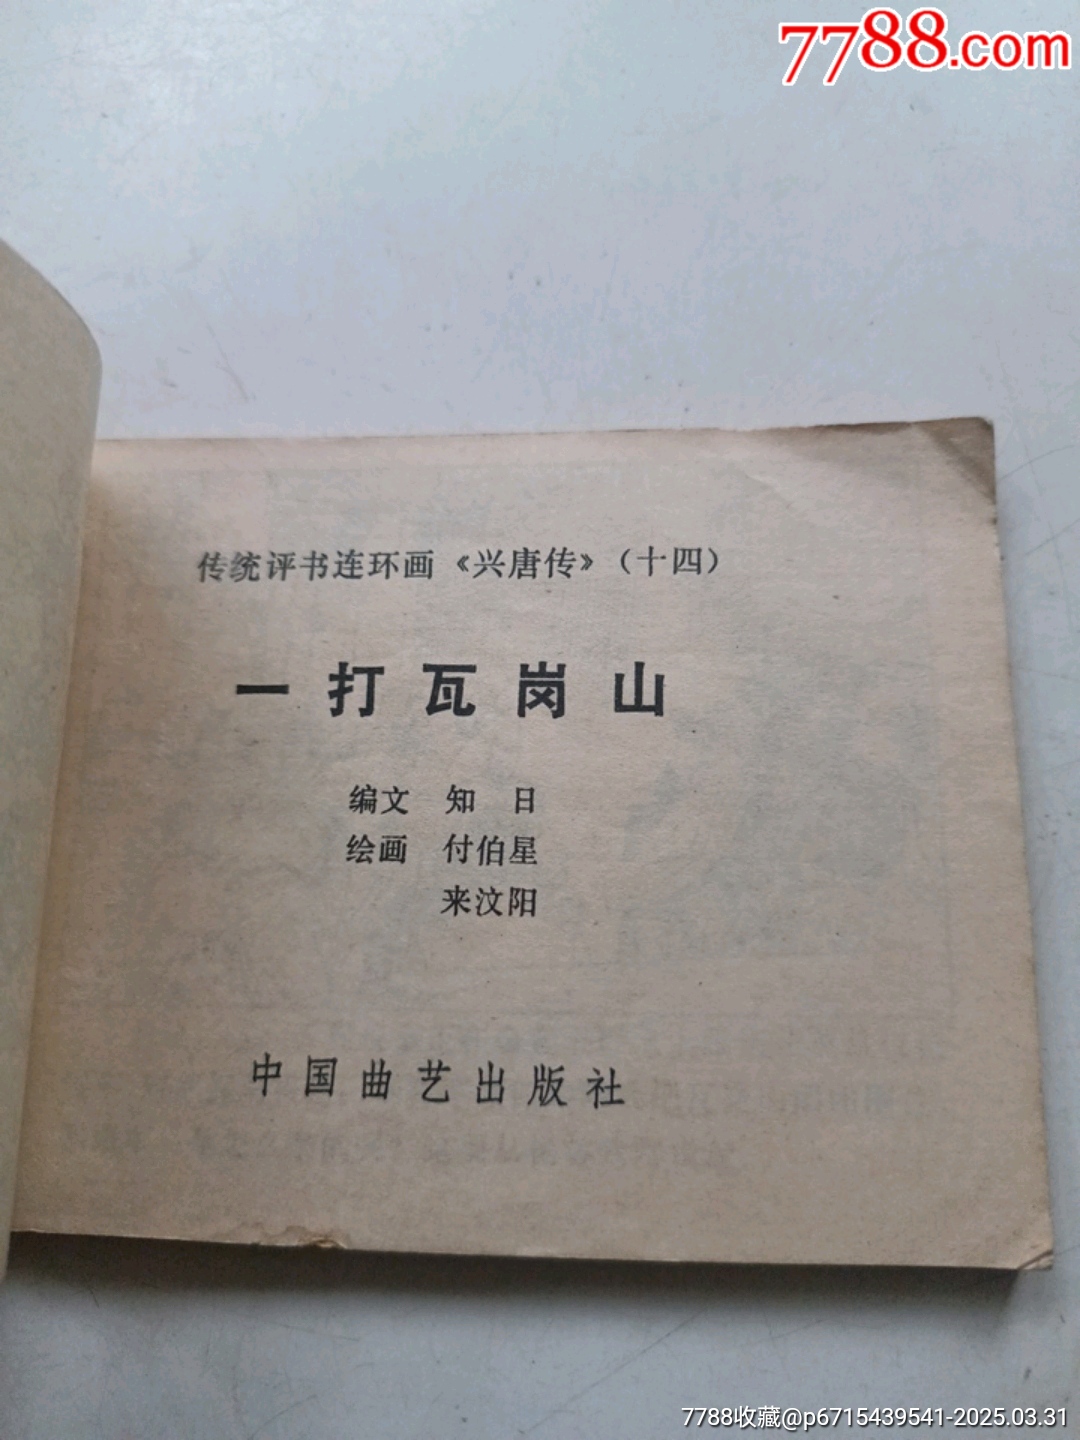 7788.com
传统评书连环画《兴唐传》（十四）
一打瓦岗山
编文 知 日
绘画 付伯星
来汶阳
中国曲艺出版社
7788收藏@p6715439541-2025.03.31